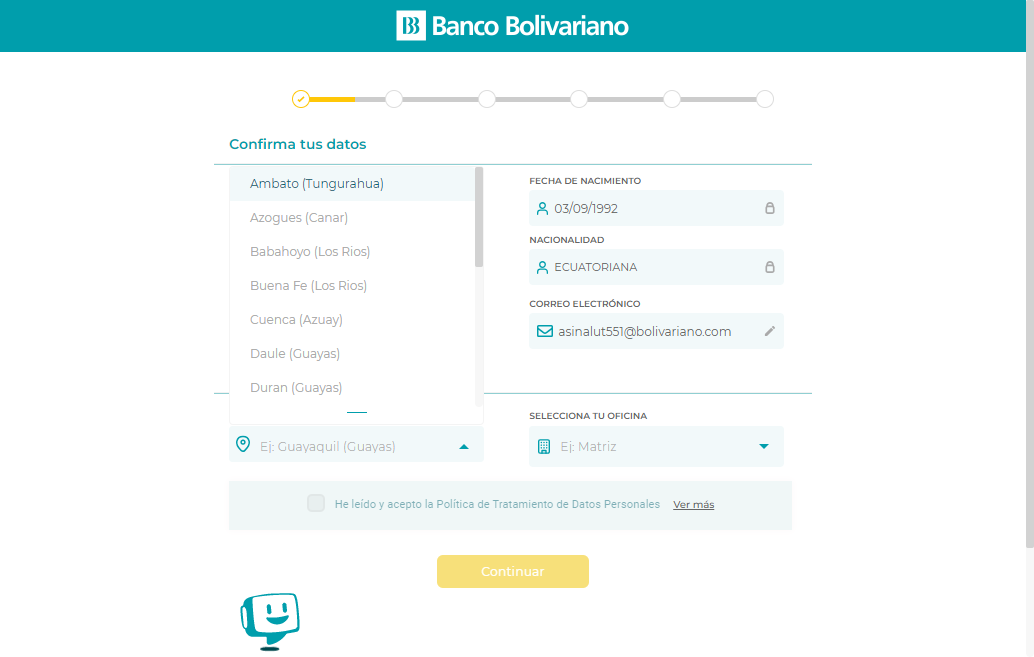 Banco Bolivariano
Confirma tus datos
Ambato (Tungurahua)
Azogues (Canar)
Babahoyo (Los Rios)
Buena Fe (Los Rios)
Cuenca (Azuay)
Daule (Guayas)
Duran (Guayas)
Ej: Guayaquil (Guayas)
FECHA DE NACIMIENTO
03/09/1992
NACIONALIDAD
ECUATORIANA
CORREO ELECTRÓNICO
asinalut551@bolivariano.com
SELECCIONA TU OFICINA
Ej: Matriz
He leído y acepto la Política de Tratamiento de Datos Personales Ver más
Continuar